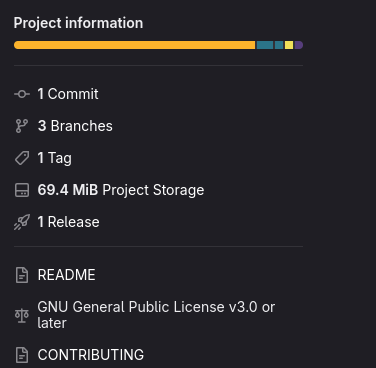 Project information
1 Commit
3 Branches
1 Tag
69.4 MiB Project Storage
1 Release
README
GNU General Public License v3.0 or
later
CONTRIBUTING